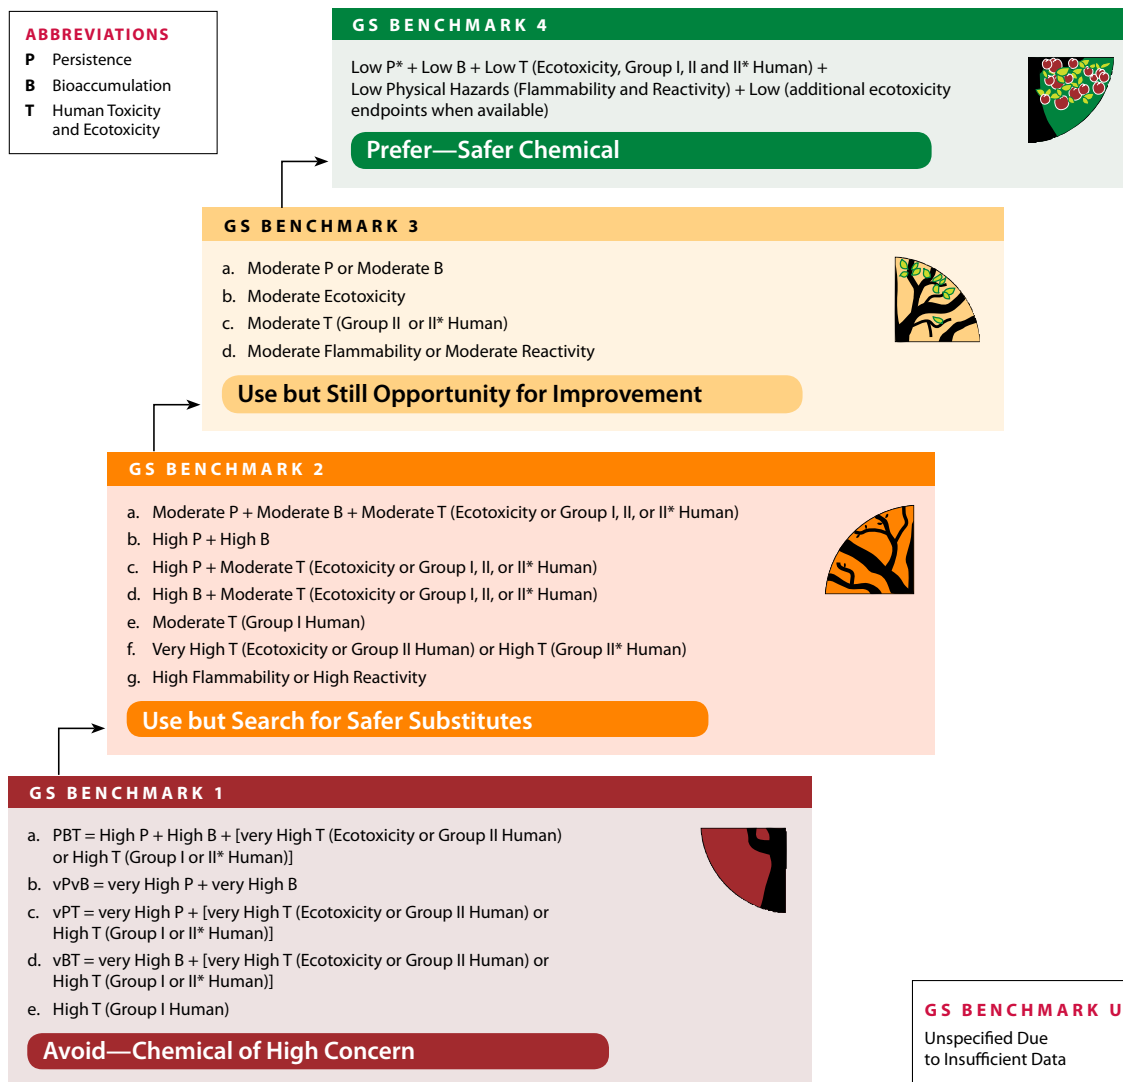 ABBREVIATIONS
P Persistence
B Bioaccumulation
T Human Toxicity
and Ecotoxicity
GS BENCHMARK 4
Low P* + Low B + Low T (Ecotoxicity, Group I, II and II* Human) +
Low Physical Hazards (Flammability and Reactivity) + Low (additional ecotoxicity
endpoints when available)
Prefer—Safer Chemical
GS BENCHMARK 3
a. Moderate P or Moderate B
b. Moderate Ecotoxicity
c. Moderate T (Group II or II* Human)
d. Moderate Flammability or Moderate Reactivity
Use but Still Opportunity for Improvement
GS BENCHMARK 2
a. Moderate P + Moderate B + Moderate T (Ecotoxicity or Group I, II, or II* Human)
b. High P + High B
c. High P + Moderate T (Ecotoxicity or Group I, II, or II* Human)
d. High B + Moderate T (Ecotoxicity or Group I, II, or II* Human)
e. Moderate T (Group I Human)
f. Very High T (Ecotoxicity or Group II Human) or High T (Group II* Human)
g. High Flammability or High Reactivity
Use but Search for Safer Substitutes
GS BENCHMARK 1
a. PBT = High P + High B + [very High T (Ecotoxicity or Group II Human)
or High T (Group I or II* Human)]
b. vPvB = very High P + very High B
c. vPT = very High P + [very High T (Ecotoxicity or Group II Human) or
High T (Group I or II* Human)]
d. vBT = very High B + [very High T (Ecotoxicity or Group II Human) or
High T (Group I or II* Human)]
e. High T (Group I Human)
Avoid—Chemical of High Concern
GS BENCHMARK U
Unspecified Due
to Insufficient Data